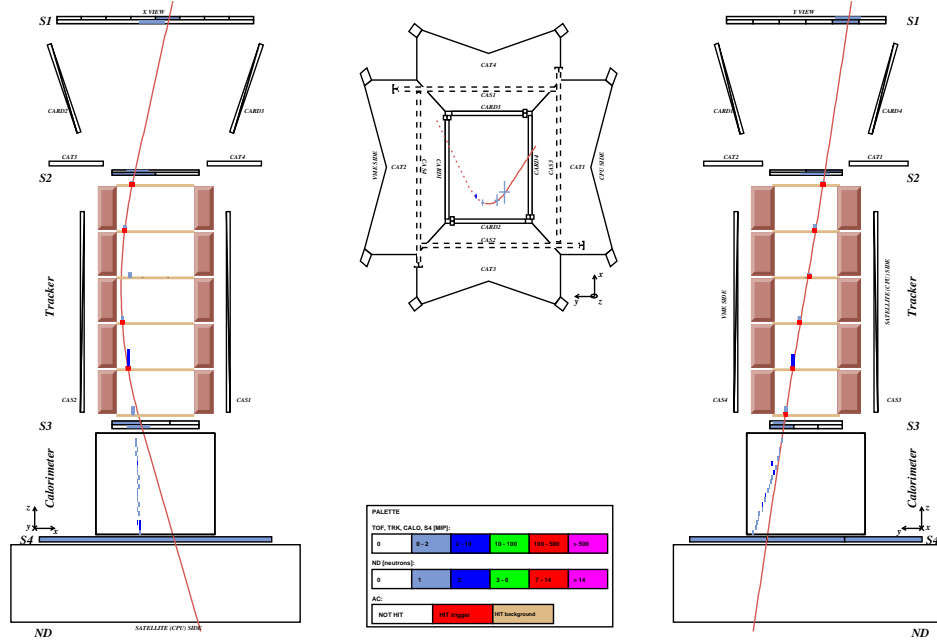 S1
X VIEW
CARD2
CARD3
CAT3
CAT4
S2
Tracker
CAS2
CAS1
S3
Calorimeter
z
y
x
S4
SATELLITE (CPU) SIDE
ND
CAT4
CAS1
CARD3
VME SIDE
CAT2
CAS4
CARD1
CARD4
CAS3
CAT1
CPU SIDE
CARD2
CAS2
CAT3
x
y
z
PALETTE
TOF, TRK, CALO, S4 [MIP]:
0
0 - 2
2 - 10
10 - 100
100 - 500
> 500
ND [neutrons]:
0
1
2
3 - 6
7 - 14
> 14
AC:
NOT HIT
HIT trigger
HIT background
Y VIEW
S1
CARD1
CARD4
CAT2
CAT1
S2
VME SIDE
SATELLITE (CPU) SIDE
Tracker
CAS4
CAS3
S3
Calorimeter
z
x
y
S4
ND